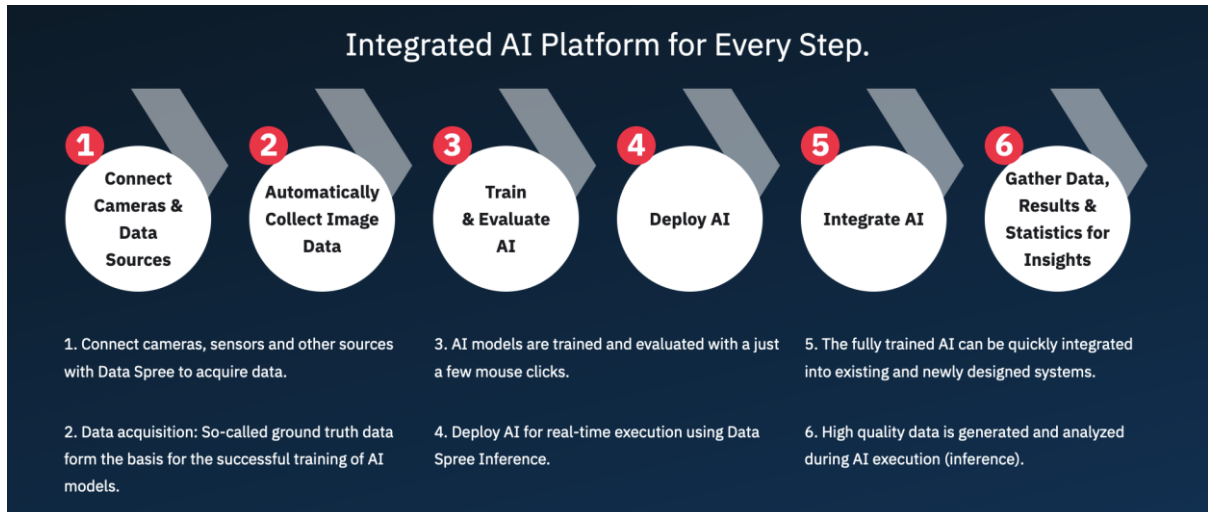 Integrated AI Platform for Every Step.
1
Connect
Cameras &
Data
Sources
2
Automatically
Collect Image
Data
3
Train
& Evaluate
AI
4
Deploy AI
5
Integrate AI
6
Gather Data,
Results &
Statistics for
Insights
1. Connect cameras, sensors and other sources
with Data Spree to acquire data.
2. Data acquisition: So-called ground truth data
form the basis for the successful training of AI
models.
3. AI models are trained and evaluated with a just
a few mouse clicks.
4. Deploy AI for real-time execution using Data
Spree Inference.
5. The fully trained AI can be quickly integrated
into existing and newly designed systems.
6. High quality data is generated and analyzed
during AI execution (inference).